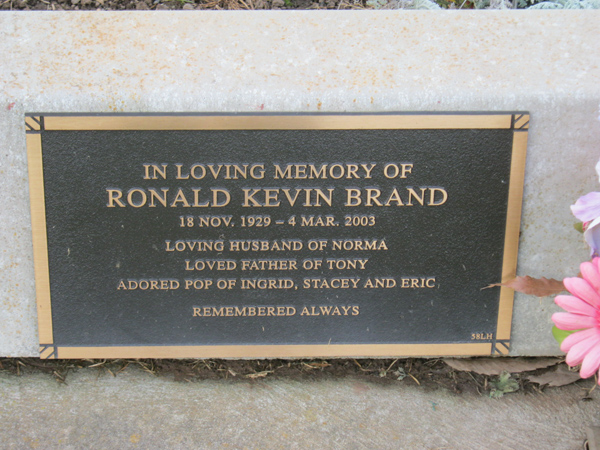 IN LOVING MEMORY OF
RONALD KEVIN BRAND
18 NOV. 1929 – 4 MAR. 2003
LOVING HUSBAND OF NORMA
LOVED FATHER OF TONY
ADORED POP OF INGRID, STACEY AND ERIC
REMEMBERED ALWAYS
58LH